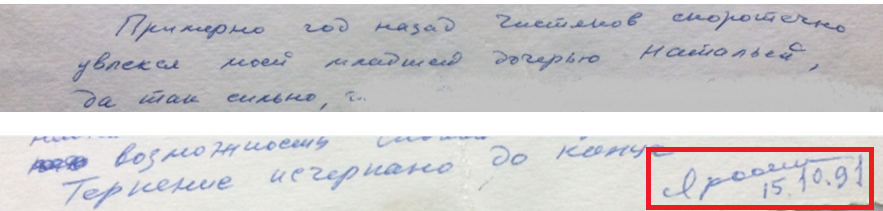 Примерно год назад Чистяков скоротечно
увлекся моей младшей дочерью Натальей,
да так сильно,
возможность
Терпение исчерпано до конца
15.10.91